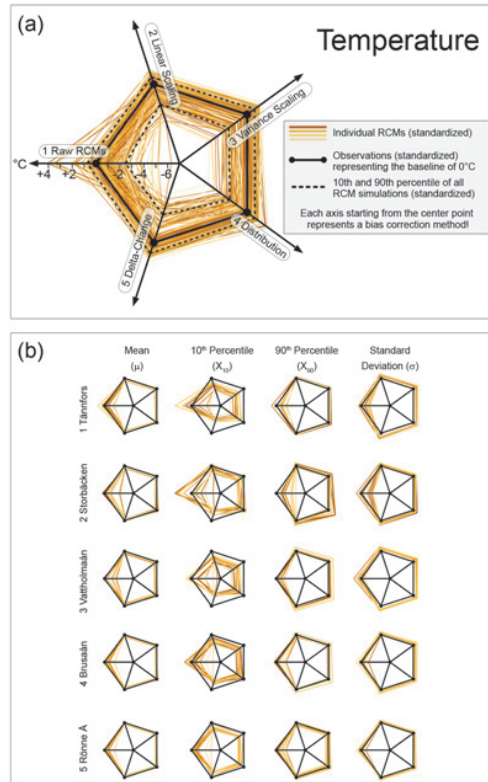 (a)
Temperature
2 Linear Scaling
3 Variance Scaling
1 Raw RCMs
°C
+4
+2
-2
-4
-6
4 Distribution
5 Delta-Change
Individual RCMs (standardized)
Observations (standardized)
representing the baseline of 0°C
10th and 90th percentile of all
RCM simulations (standardized)
Each axis starting from the center point
represents a bias correction method!
(b)
Mean
(μ)
10th Percentile
(X10)
90th Percentile
(X90)
Standard
Deviation (σ)
1 Tännfors
2 Storbäcken
3 Vattholmaån
4 Brusaån
5 Rönne Å